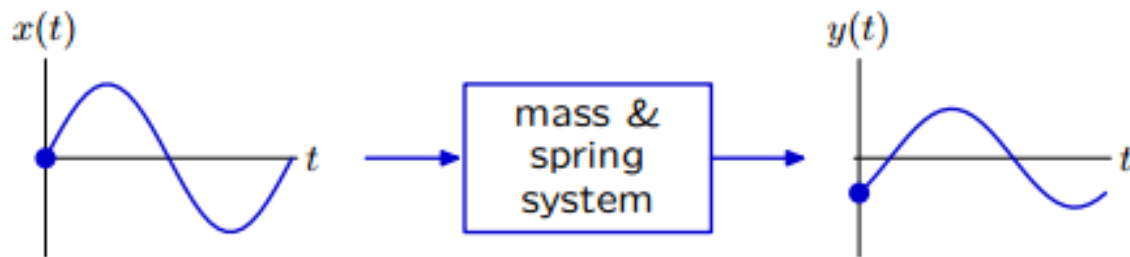 x(t)
y(t)
mass &
spring
system
t
t